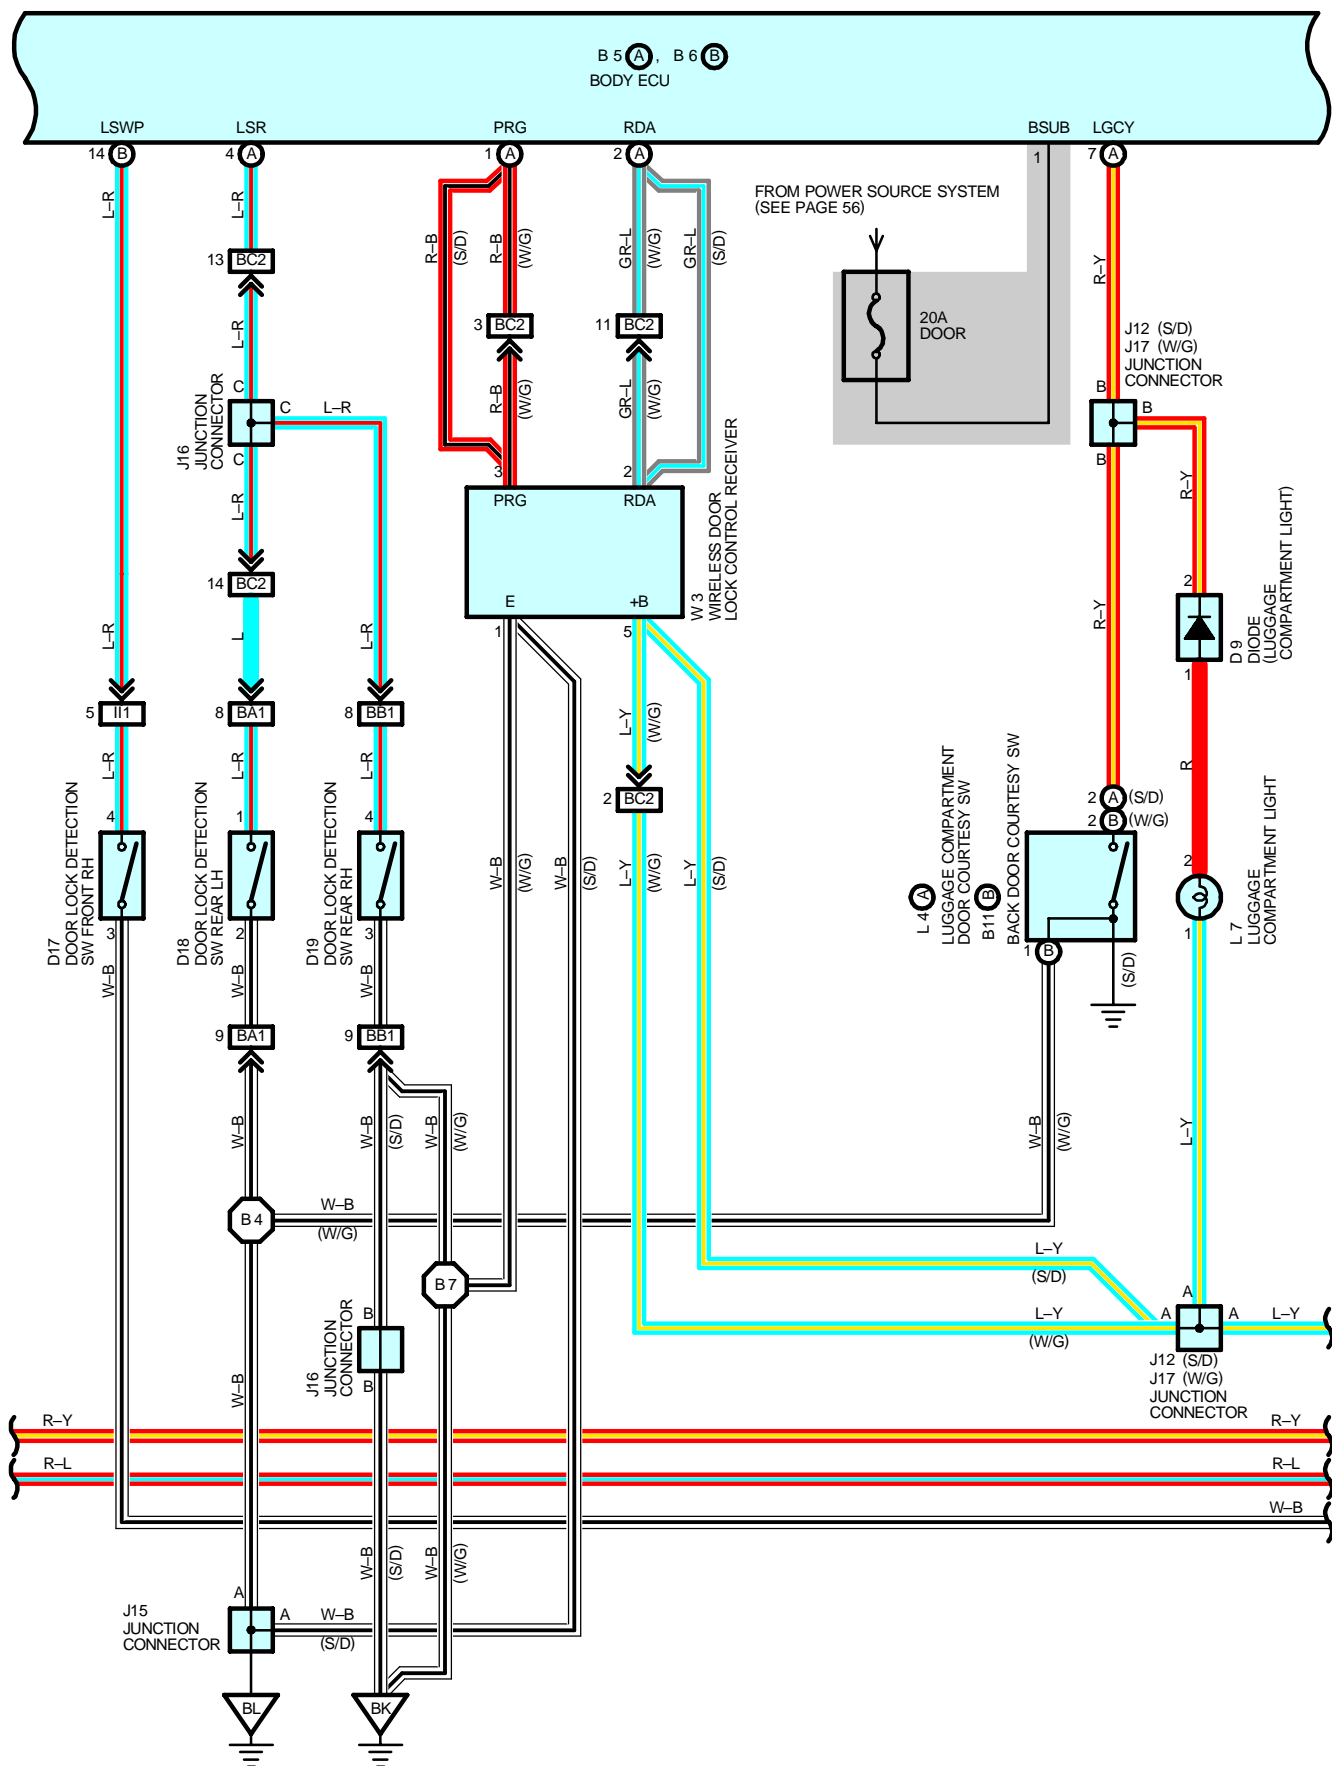 B 5 A , B 6 B
BODY ECU
LSWP
LSR
PRG
RDA
BSUB
LGCY
14 B
4 A
1 A
2 A
1
7 A
FROM POWER SOURCE SYSTEM
(SEE PAGE 56)
L–R
L–R
R–B
(S/D)
R–B
(W/G)
GR–L
(W/G)
GR–L
(S/D)
R–Y
13 BC2
3 BC2
11 BC2
20A
DOOR
J12 (S/D)
J17 (W/G)
JUNCTION
CONNECTOR
L–R
R–B
(W/G)
GR–L
(W/G)
C
C
L–R
C
J16
JUNCTION
CONNECTOR
B
B
B
3
2
PRG
RDA
E
+B
W 3
WIRELESS DOOR
LOCK CONTROL RECEIVER
L–R
R–Y
14 BC2
2
D 9
DIODE
(LUGGAGE
COMPARTMENT LIGHT)
1
1
5
L–R
L
L–R
R–Y
5 II1
8 BA1
8 BB1
L–Y
(W/G)
L–R
L–R
L–R
R
2 BC2
2 A (S/D)
2 B (W/G)
4
1
4
D17
DOOR LOCK DETECTION
SW FRONT RH
D18
DOOR LOCK DETECTION
SW REAR LH
D19
DOOR LOCK DETECTION
SW REAR RH
3
2
3
W–B
(W/G)
W–B
(S/D)
L–Y
(W/G)
L–Y
(S/D)
L 4 A
LUGGAGE COMPARTMENT
DOOR COURTESY SW
B11 B
BACK DOOR COURTESY SW
2
L 7
LUGGAGE
COMPARTMENT LIGHT
1
1 B
(S/D)
W–B
W–B
W–B
9 BA1
9 BB1
W–B
W–B
(S/D)
W–B
(W/G)
W–B
(W/G)
L–Y
B 4
W–B
(W/G)
B 7
L–Y
(S/D)
B
B
J16
JUNCTION
CONNECTOR
L–Y
(W/G)
A
A
A
L–Y
J12 (S/D)
J17 (W/G)
JUNCTION
CONNECTOR
W–B
R–Y
R–Y
R–L
R–L
W–B
W–B
(S/D)
W–B
(W/G)
A
J15
JUNCTION
CONNECTOR
A
W–B
(S/D)
BL
BK